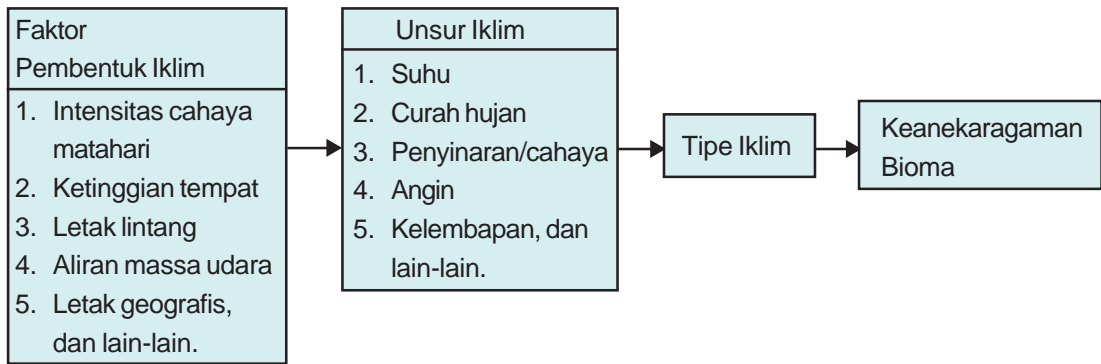 Faktor
Pembentuk Iklim
1. Intensitas cahaya
matahari
2. Ketinggian tempat
3. Letak lintang
4. Aliran massa udara
5. Letak geografis,
dan lain-lain.
Unsur Iklim
1. Suhu
2. Curah hujan
3. Penyinaran/cahaya
4. Angin
5. Kelembapan, dan
lain-lain.
Tipe Iklim
Keanekaragaman
Bioma